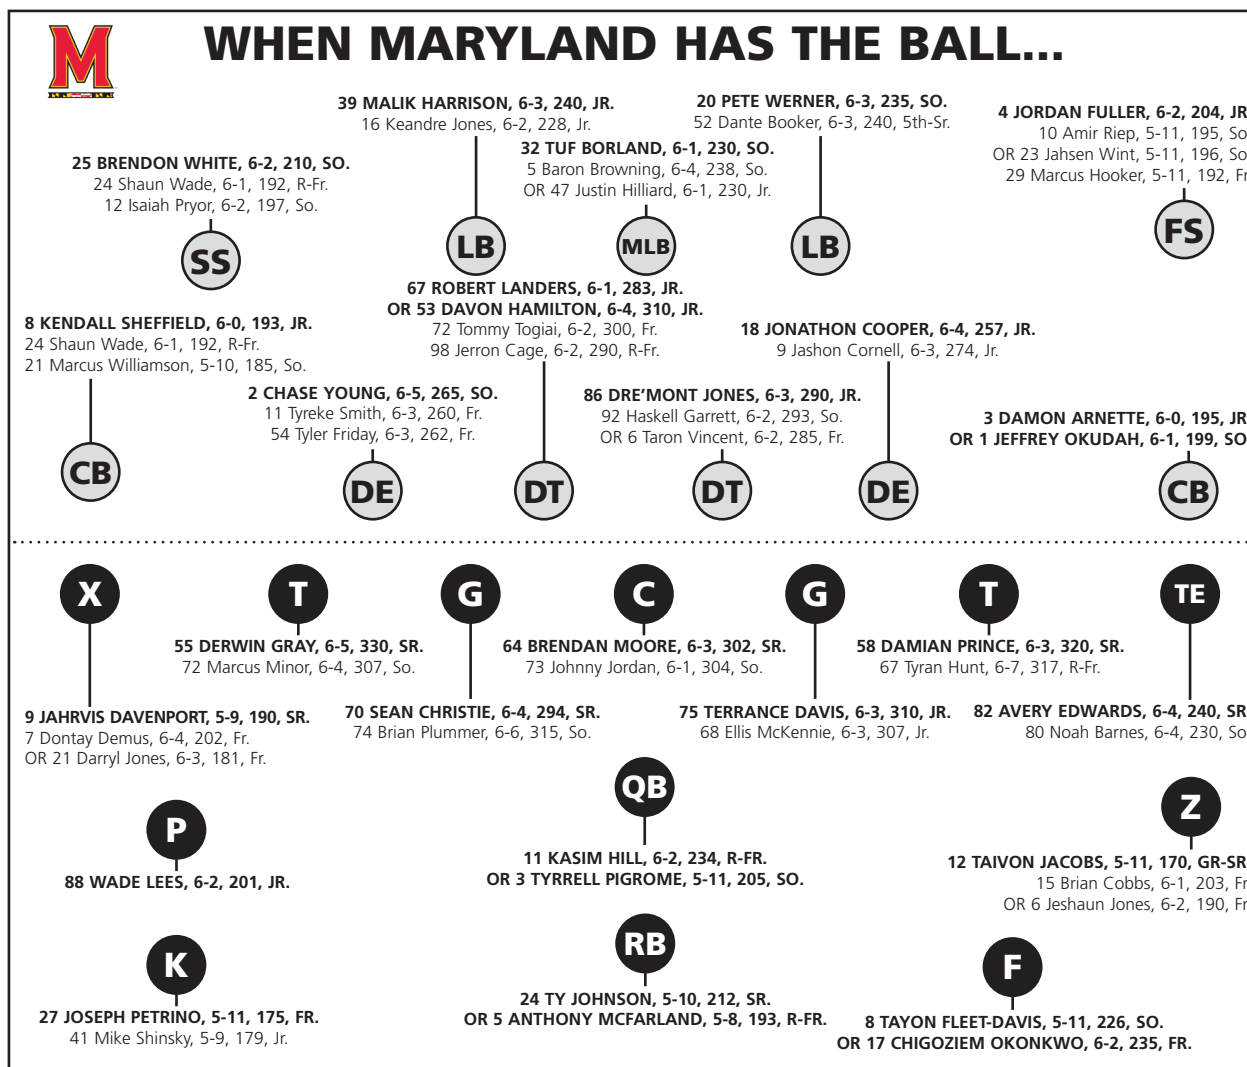 M
WHEN MARYLAND HAS THE BALL...
39 MALIK HARRISON, 6-3, 240, JR.
16 Keandre Jones, 6-2, 228, Jr.
20 PETE WERNER, 6-3, 235, SO.
52 Dante Booker, 6-3, 240, 5th-Sr.
4 JORDAN FULLER, 6-2, 204, JR
10 Amir Riep, 5-11, 195, So
OR 23 Jahsen Wint, 5-11, 196, So
29 Marcus Hooker, 5-11, 192, Fr
25 BRENDON WHITE, 6-2, 210, SO.
24 Shaun Wade, 6-1, 192, R-Fr.
12 Isaiah Pryor, 6-2, 197, So.
32 TUF BORLAND, 6-1, 230, SO.
5 Baron Browning, 6-4, 238, So.
OR 47 Justin Hilliard, 6-1, 230, Jr.
SS
LB
MLB
LB
FS
67 ROBERT LANDERS, 6-1, 283, JR.
OR 53 DAVON HAMILTON, 6-4, 310, JR.
72 Tommy Togiai, 6-2, 300, Fr.
98 Jerron Cage, 6-2, 290, R-Fr.
8 KENDALL SHEFFIELD, 6-0, 193, JR.
24 Shaun Wade, 6-1, 192, R-Fr.
21 Marcus Williamson, 5-10, 185, So.
18 JONATHON COOPER, 6-4, 257, JR.
9 Jashon Cornell, 6-3, 274, Jr.
2 CHASE YOUNG, 6-5, 265, SO.
11 Tyreke Smith, 6-3, 260, Fr.
54 Tyler Friday, 6-3, 262, Fr.
86 DRE’MONT JONES, 6-3, 290, JR.
92 Haskell Garrett, 6-2, 293, So.
OR 6 Taron Vincent, 6-2, 285, Fr.
3 DAMON ARNETTE, 6-0, 195, JR
OR 1 JEFFREY OKUDAH, 6-1, 199, SO
CB
DE
DT
DT
DE
CB
X
T
G
C
G
T
TE
55 DERWIN GRAY, 6-5, 330, SR.
72 Marcus Minor, 6-4, 307, So.
64 BRENDAN MOORE, 6-3, 302, SR.
73 Johnny Jordan, 6-1, 304, So.
58 DAMIAN PRINCE, 6-3, 320, SR.
67 Tyran Hunt, 6-7, 317, R-Fr.
9 JAHRVIS DAVENPORT, 5-9, 190, SR.
7 Dontay Demus, 6-4, 202, Fr.
OR 21 Darryl Jones, 6-3, 181, Fr.
70 SEAN CHRISTIE, 6-4, 294, SR.
74 Brian Plummer, 6-6, 315, So.
75 TERRANCE DAVIS, 6-3, 310, JR.
68 Ellis McKennie, 6-3, 307, Jr.
82 AVERY EDWARDS, 6-4, 240, SR
80 Noah Barnes, 6-4, 230, So
QB
Z
P
11 KASIM HILL, 6-2, 234, R-FR.
OR 3 TYRRELL PIGROME, 5-11, 205, SO.
12 TAIVON JACOBS, 5-11, 170, GR-SR
15 Brian Cobbs, 6-1, 203, Fr
OR 6 Jeshaun Jones, 6-2, 190, Fr
88 WADE LEES, 6-2, 201, JR.
RB
K
F
24 TY JOHNSON, 5-10, 212, SR.
OR 5 ANTHONY MCFARLAND, 5-8, 193, R-FR.
27 JOSEPH PETRINO, 5-11, 175, FR.
41 Mike Shinsky, 5-9, 179, Jr.
8 TAYON FLEET-DAVIS, 5-11, 226, SO.
OR 17 CHIGOZIEM OKONKWO, 6-2, 235, FR.